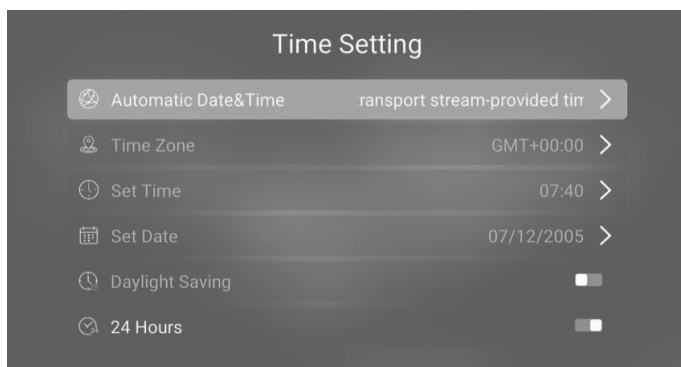 Time Setting
Automatic Date&Time ransport stream-provided tim
Time Zone GMT+00:00
Set Time 07:40
Set Date 07/12/2005
Daylight Saving
24 Hours